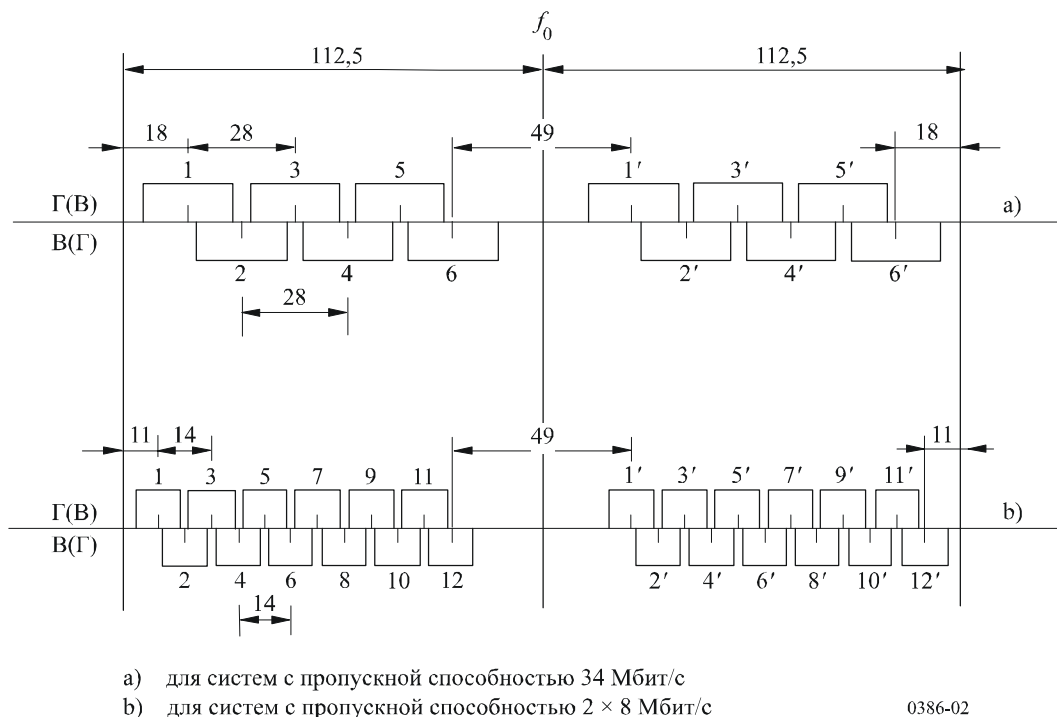 f₀
112,5 112,5
18 28 49 18
1 3 5 1′ 3′ 5′
Г(В) a)
В(Г)
2 4 6 2′ 4′ 6′
28
11 14 49 11
1 3 5 7 9 11 1′ 3′ 5′ 7′ 9′ 11′
Г(В) b)
В(Г)
2 4 6 8 10 12 2′ 4′ 6′ 8′ 10′ 12′
14
a) для систем с пропускной способностью 34 Мбит/с
b) для систем с пропускной способностью 2 × 8 Мбит/с 0386-02